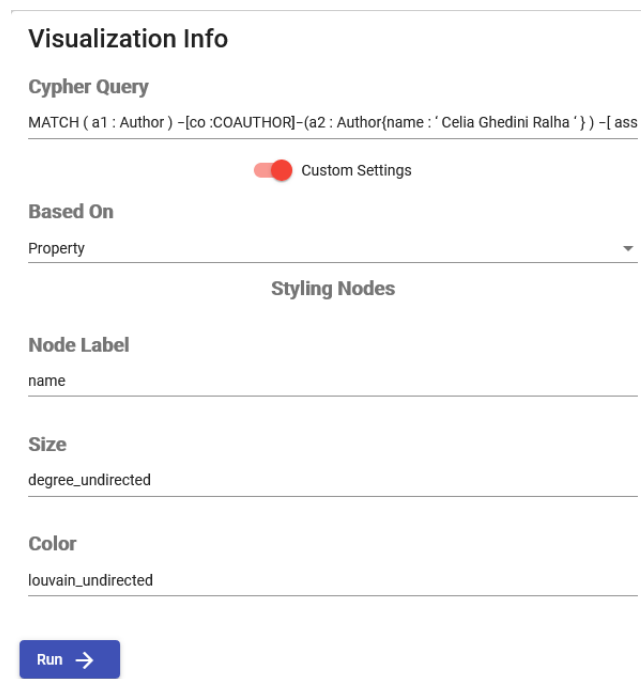 Visualization Info
Cypher Query
MATCH ( a1 : Author ) −[co :COAUTHOR]−(a2 : Author{name : ‘ Celia Ghedini Ralha ‘ } ) −[ ass
Custom Settings
Based On
Property
Styling Nodes
Node Label
name
Size
degree_undirected
Color
louvain_undirected
Run